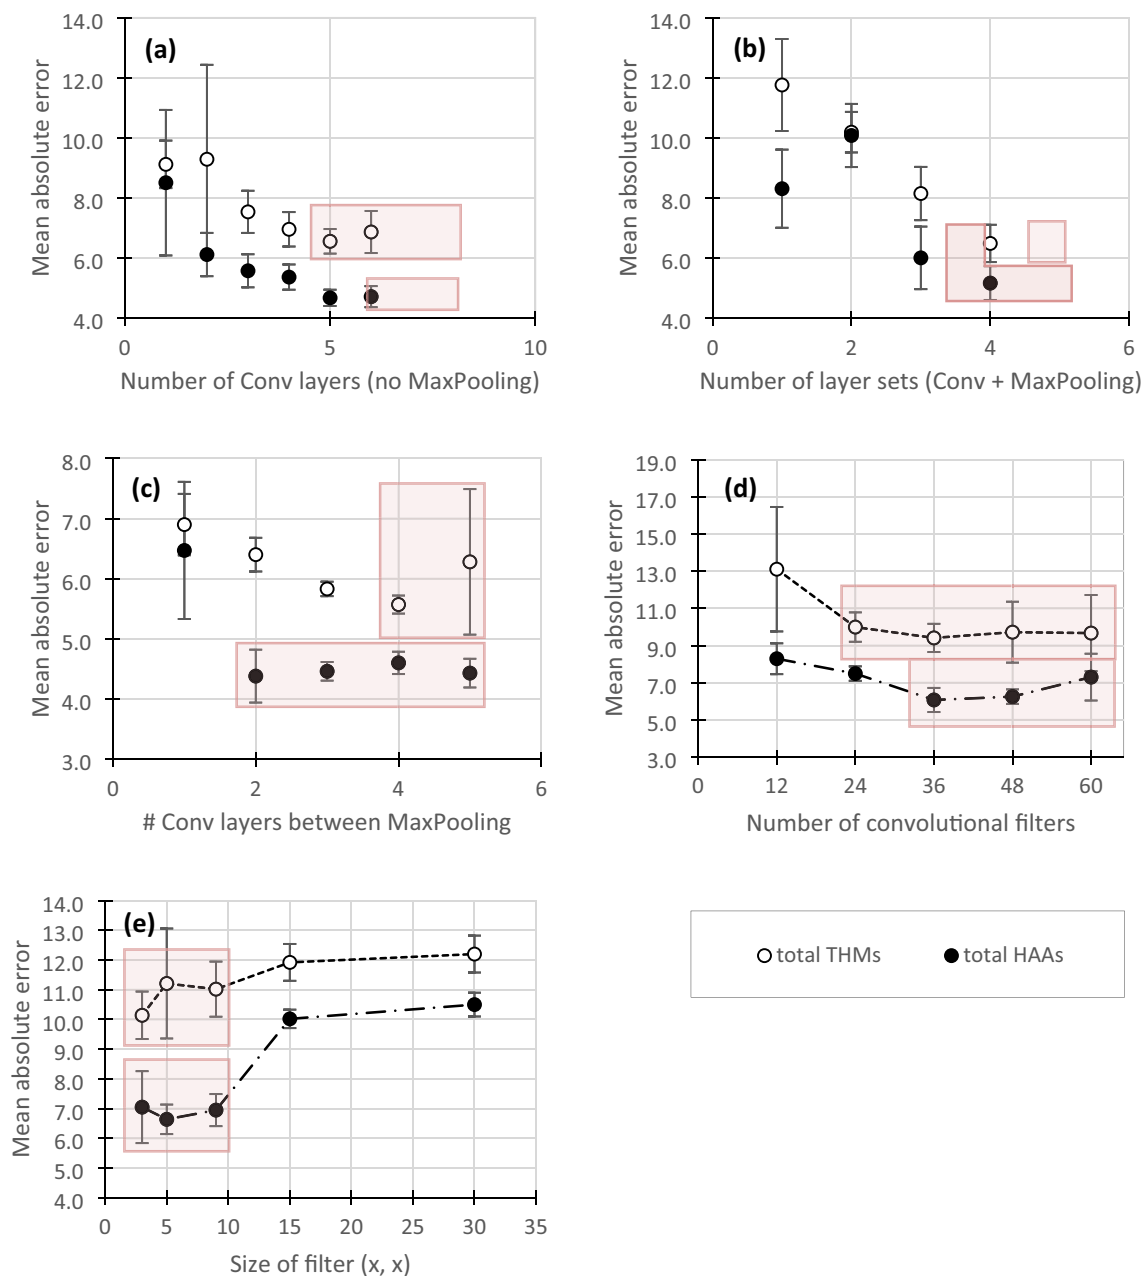 (a)
Mean absolute error
14.0
12.0
10.0
8.0
6.0
4.0
0 5 10
Number of Conv layers (no MaxPooling)
(b)
Mean absolute error
14.0
12.0
10.0
8.0
6.0
4.0
0 2 4 6
Number of layer sets (Conv + MaxPooling)
(c)
Mean absolute error
8.0
7.0
6.0
5.0
4.0
3.0
0 2 4 6
# Conv layers between MaxPooling
(d)
Mean absolute error
19.0
17.0
15.0
13.0
11.0
9.0
7.0
5.0
3.0
0 12 24 36 48 60
Number of convolutional filters
(e)
Mean absolute error
14.0
13.0
12.0
11.0
10.0
9.0
8.0
7.0
6.0
5.0
4.0
0 5 10 15 20 25 30 35
Size of filter (x, x)
total THMs total HAAs